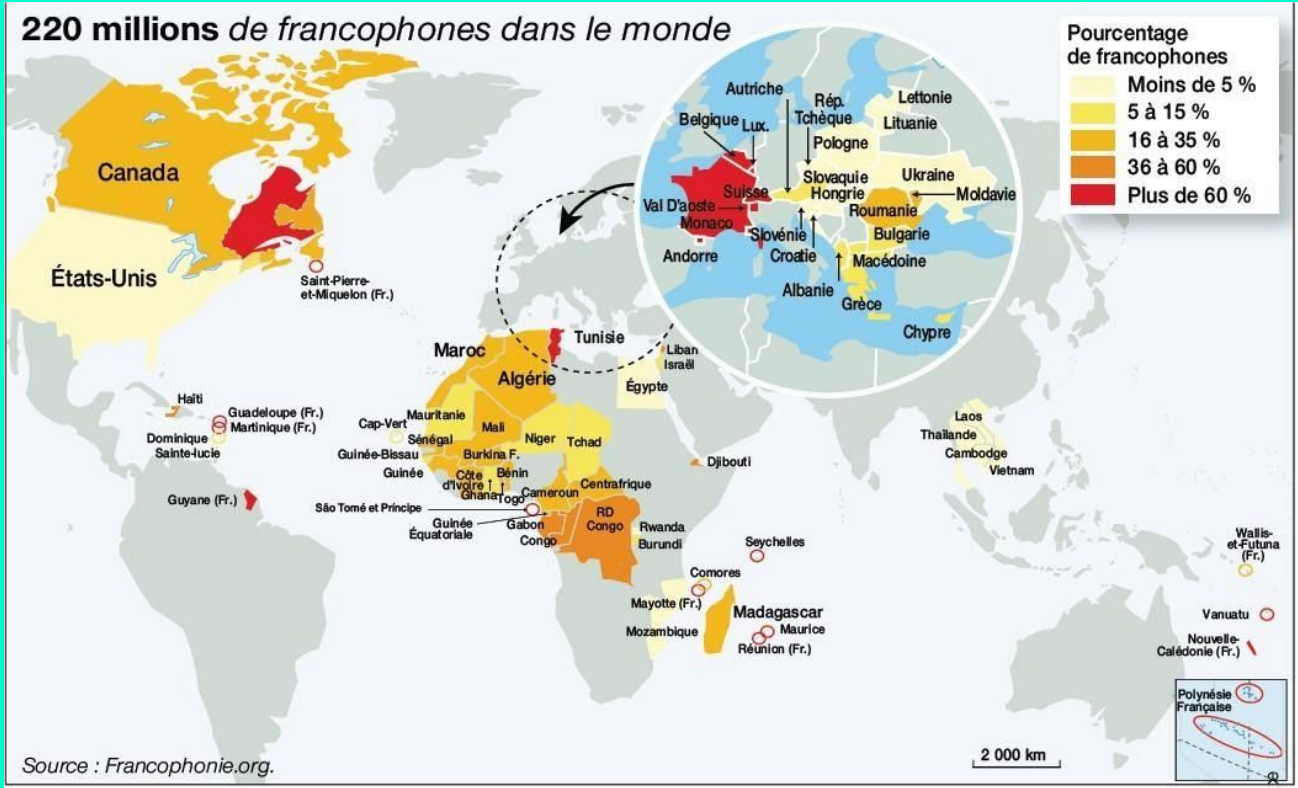 220 millions de francophones dans le monde
Pourcentage
de francophones
Moins de 5 %
5 à 15 %
16 à 35 %
36 à 60 %
Plus de 60 %
Autriche
Rép.
Tchèque
Lettonie
Belgique
Lux.
Lituanie
Pologne
Canada
Slovaquie
Ukraine
Suisse
Hongrie
Moldavie
Val D'aoste
Roumanie
Monaco
Slovénie
Bulgarie
Andorre
Croatie
Macédoine
États-Unis
Albanie
Grèce
Saint-Pierre-
et-Miquelon (Fr.)
Chypre
Tunisie
Maroc
Liban
Israël
Algérie
Égypte
Haïti
Guadeloupe (Fr.)
Martinique (Fr.)
Dominique
Sainte-lucie
Cap-Vert
Mauritanie
Mali
Niger
Tchad
Sénégal
Guinée-Bissau
Burkina F.
Guinée
Côte
d'Ivoire
Bénin
Ghana
Togo
Cameroun
Centrafrique
Djibouti
Laos
Thaïlande
Cambodge
Vietnam
Guyane (Fr.)
São Tomé et Príncipe
Guinée
Équatoriale
Gabon
Congo
RD
Congo
Rwanda
Burundi
Seychelles
Comores
Mayotte (Fr.)
Madagascar
Mozambique
Maurice
Réunion (Fr.)
Wallis-
et-Futuna
(Fr.)
Vanuatu
Nouvelle-
Calédonie (Fr.)
Polynésie
Française
2 000 km
Source : Francophonie.org.